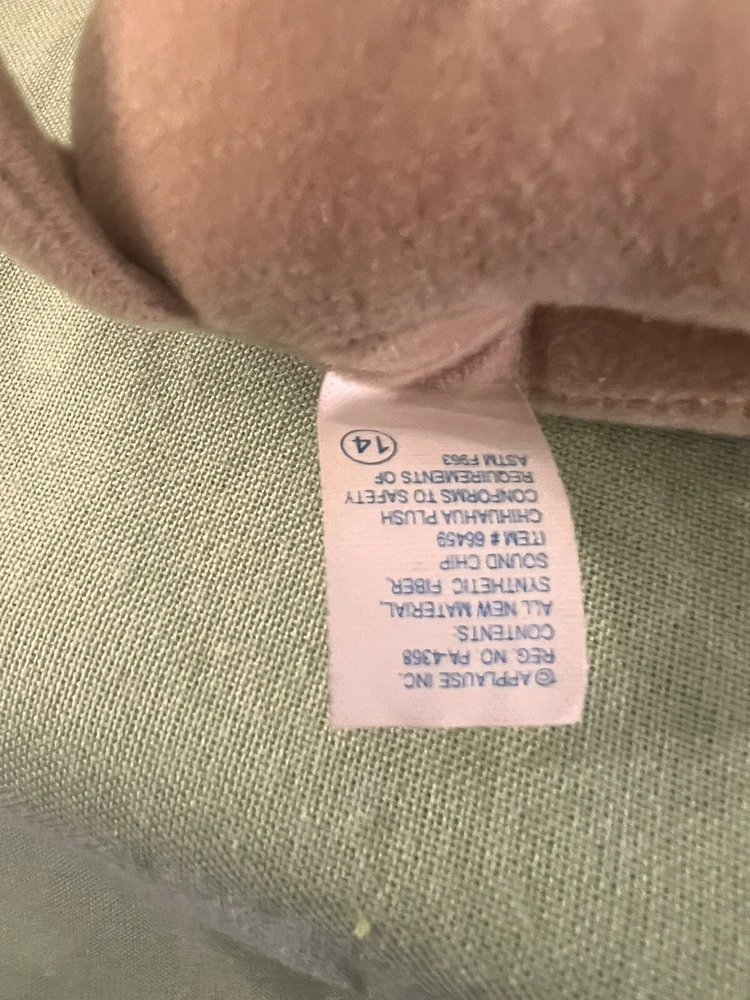 © APPLAUSE INC.
REG. NO. PA-4368
CONTENTS:
ALL NEW MATERIAL,
SYNTHETIC FIBER,
SOUND CHIP
ITEM # 66459
CHIHUAHUA PLUSH
CONFORMS TO SAFETY
REQUIREMENTS OF
ASTM F963
14